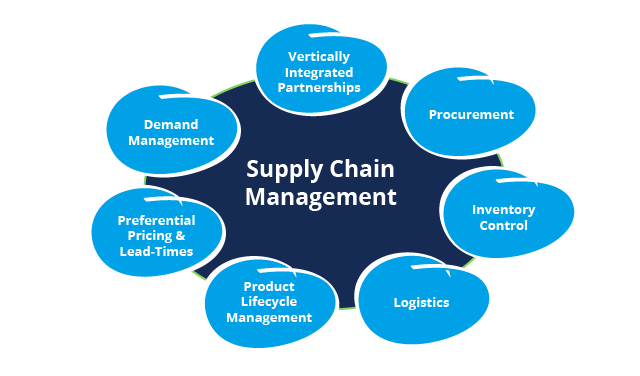 Vertically
Integrated
Partnerships
Procurement
Demand
Management
Supply Chain
Management
Inventory
Control
Preferential
Pricing &
Lead-Times
Product
Lifecycle
Management
Logistics